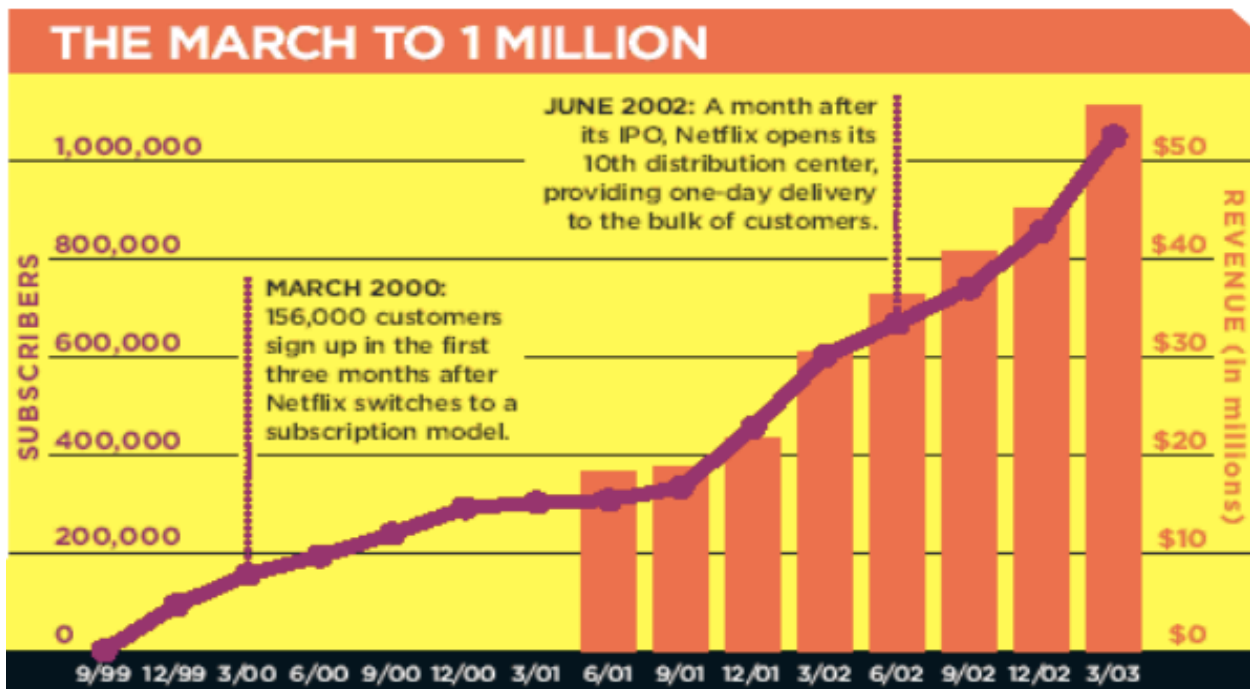 THE MARCH TO 1 MILLION
JUNE 2002: A month after
its IPO, Netflix opens its
10th distribution center,
providing one-day delivery
to the bulk of customers.
MARCH 2000:
156,000 customers
sign up in the first
three months after
Netflix switches to a
subscription model.
SUBSCRIBERS
1,000,000
800,000
600,000
400,000
200,000
0
REVENUE (in millions)
$50
$40
$30
$20
$10
$0
9/99 12/99 3/00 6/00 9/00 12/00 3/01 6/01 9/01 12/01 3/02 6/02 9/02 12/02 3/03